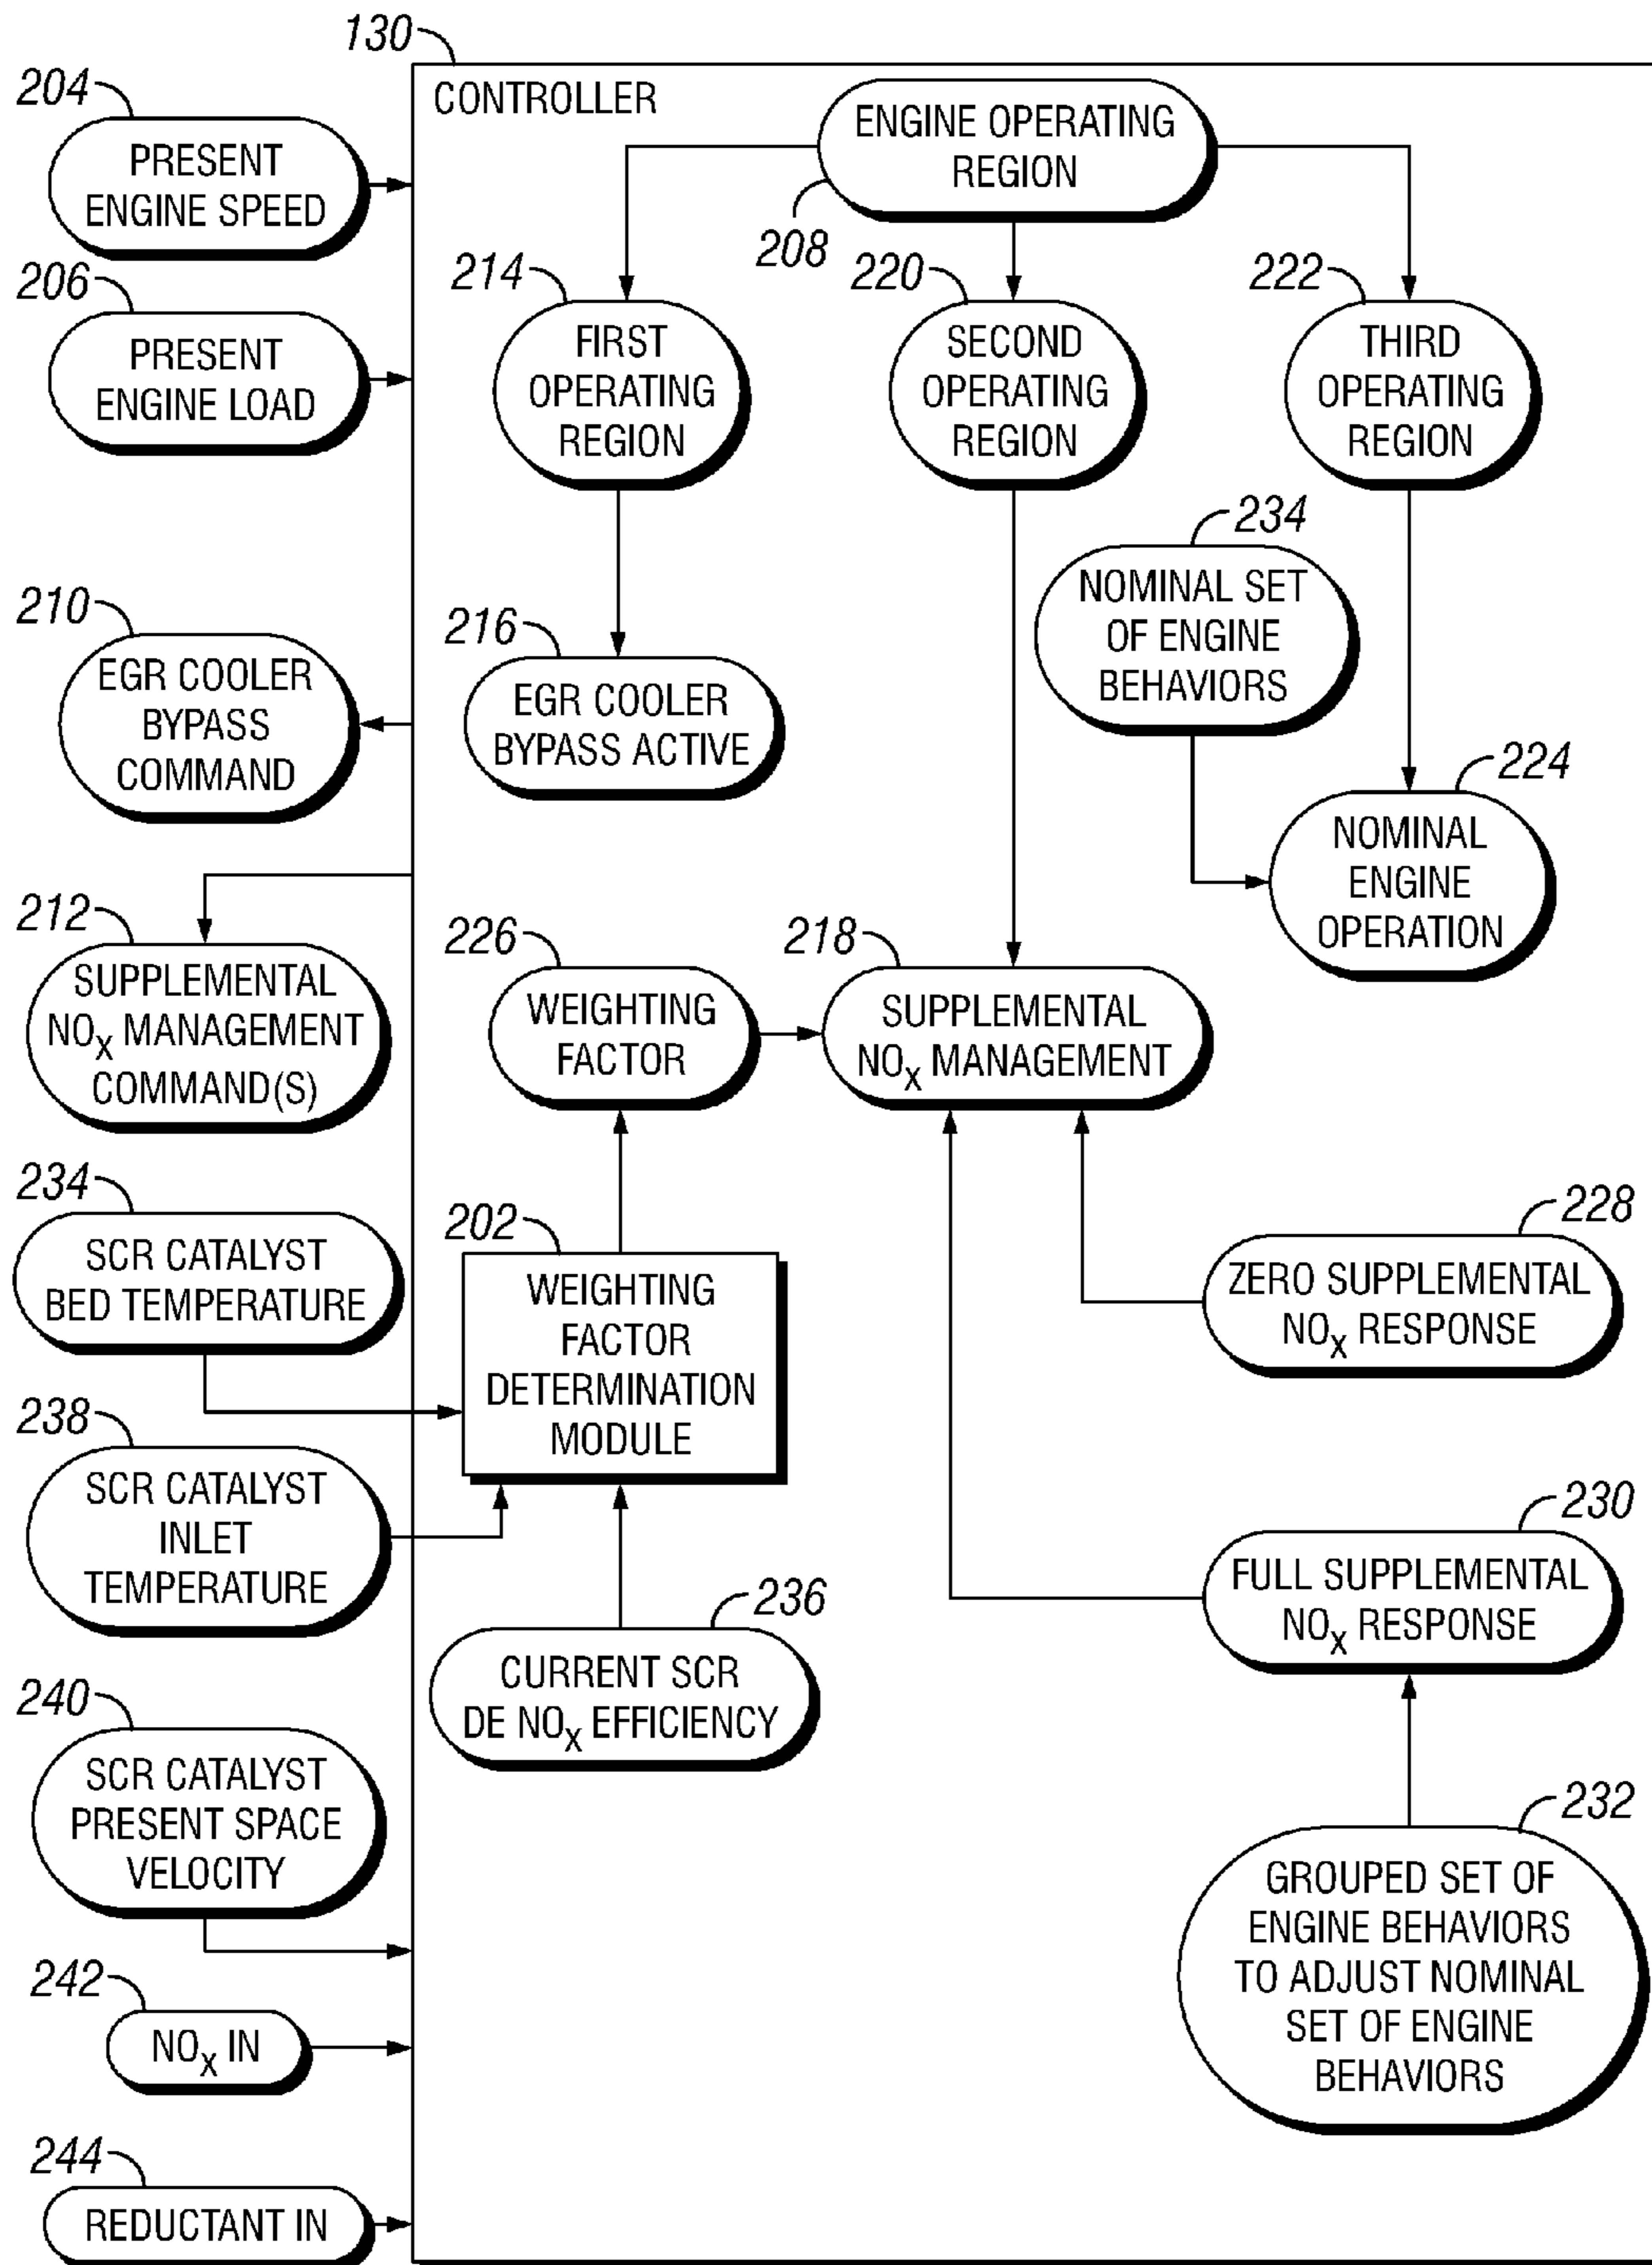 130
CONTROLLER
204
PRESENT
ENGINE SPEED
206
PRESENT
ENGINE LOAD
210
EGR COOLER
BYPASS
COMMAND
212
SUPPLEMENTAL
NOX MANAGEMENT
COMMAND(S)
234
SCR CATALYST
BED TEMPERATURE
238
SCR CATALYST
INLET
TEMPERATURE
240
SCR CATALYST
PRESENT SPACE
VELOCITY
242
NOX IN
244
REDUCTANT IN
ENGINE OPERATING
REGION
208
214
FIRST
OPERATING
REGION
220
SECOND
OPERATING
REGION
222
THIRD
OPERATING
REGION
216
EGR COOLER
BYPASS ACTIVE
234
NOMINAL SET
OF ENGINE
BEHAVIORS
224
NOMINAL
ENGINE
OPERATION
226
WEIGHTING
FACTOR
218
SUPPLEMENTAL
NOX MANAGEMENT
202
WEIGHTING
FACTOR
DETERMINATION
MODULE
228
ZERO SUPPLEMENTAL
NOX RESPONSE
230
FULL SUPPLEMENTAL
NOX RESPONSE
236
CURRENT SCR
DE NOX EFFICIENCY
232
GROUPED SET OF
ENGINE BEHAVIORS
TO ADJUST NOMINAL
SET OF ENGINE
BEHAVIORS